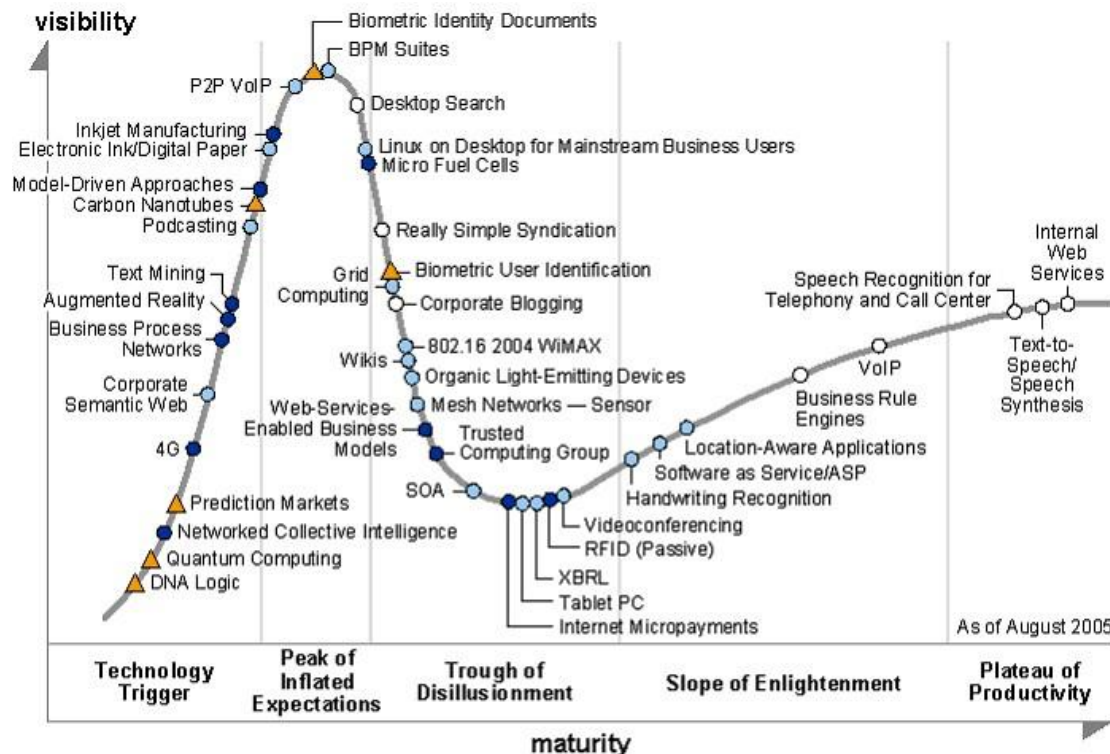 visibility
Biometric Identity Documents
BPM Suites
P2P VoIP
Desktop Search
Inkjet Manufacturing
Electronic Ink/Digital Paper
Linux on Desktop for Mainstream Business Users
Micro Fuel Cells
Model-Driven Approaches
Carbon Nanotubes
Podcasting
Really Simple Syndication
Text Mining
Augmented Reality
Business Process
Networks
Grid
Computing
Biometric User Identification
Corporate Blogging
Internal
Web
Services
Speech Recognition for
Telephony and Call Center
Text-to-
Speech/
Speech
Synthesis
VoIP
Business Rule
Engines
802.16 2004 WiMAX
Wikis
Organic Light-Emitting Devices
Corporate
Semantic Web
Mesh Networks — Sensor
Web-Services-
Enabled Business
Models
Trusted
Computing Group
4G
Location-Aware Applications
Software as Service/ASP
Handwriting Recognition
SOA
Prediction Markets
Networked Collective Intelligence
Quantum Computing
DNA Logic
Videoconferencing
RFID (Passive)
XBRL
Tablet PC
Internet Micropayments
As of August 2005
Technology
Trigger
Peak of
Inflated
Expectations
Trough of
Disillusionment
Slope of Enlightenment
Plateau of
Productivity
maturity